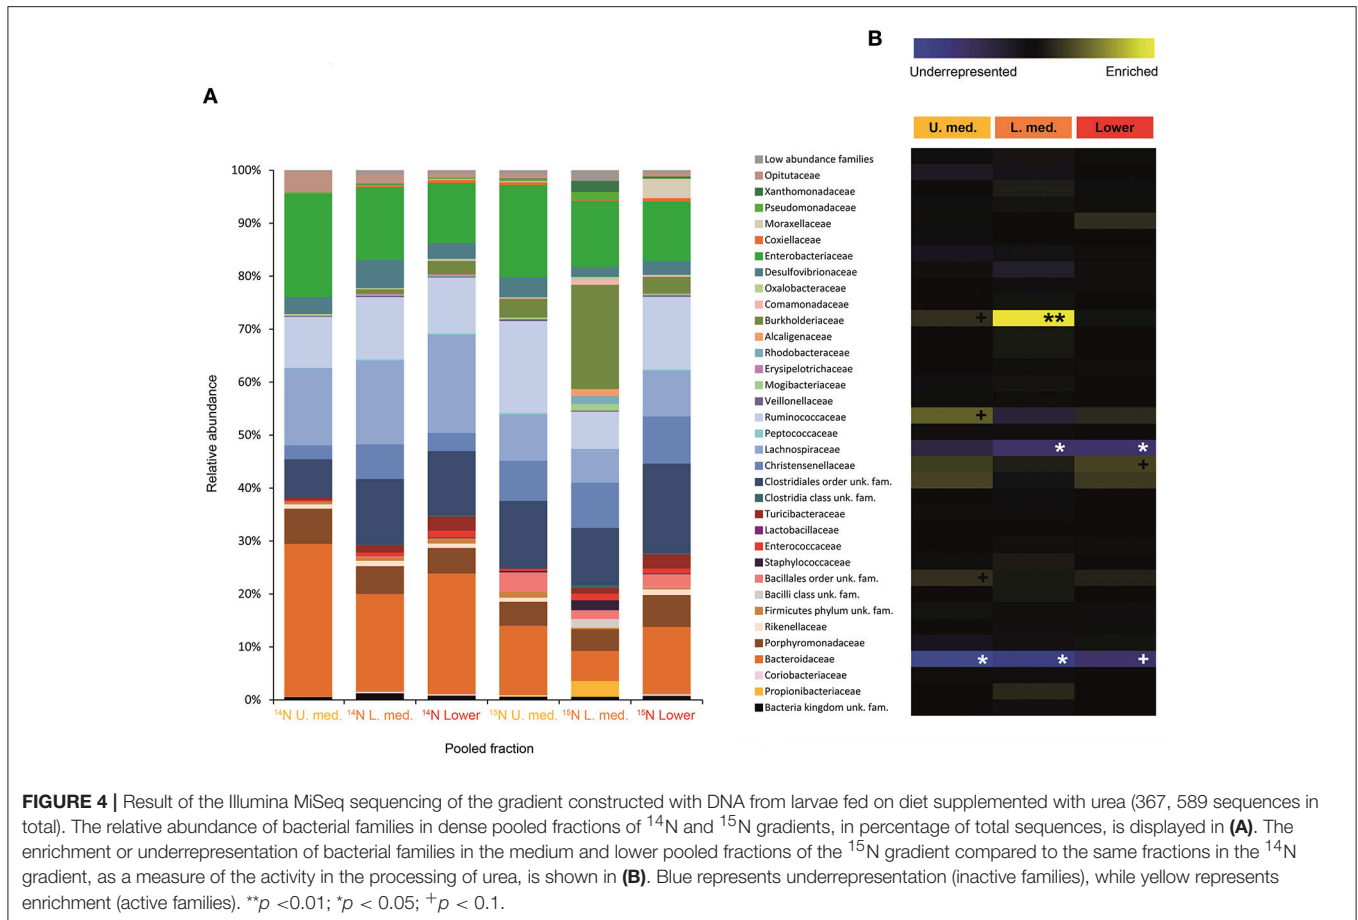 B
Underrepresented Enriched
A
U. med. L. med. Lower
100%
90%
80%
70%
60%
50%
40%
30%
20%
10%
0%
Relative abundance
Low abundance families
Opitutaceae
Xanthomonadaceae
Pseudomonadaceae
Moraxellaceae
Coxiellaceae
Enterobacteriaceae
Desulfovibrionaceae
Oxalobacteraceae
Comamonadaceae
Burkholderiaceae
Alcaligenaceae
Rhodobacteraceae
Erysipelotrichaceae
Mogibacteriaceae
Veillonellaceae
Ruminococcaceae
Peptococcaceae
Lachnospiraceae
Christensenellaceae
Clostridiales order unk. fam.
Clostridia class unk. fam.
Turicibacteraceae
Lactobacillaceae
Enterococcaceae
Staphylococcaceae
Bacillales order unk. fam.
Bacilli class unk. fam.
Firmicutes phylum unk. fam.
Rikenellaceae
Porphyromonadaceae
Bacteroidaceae
Coriobacteriaceae
Propionibacteriaceae
Bacteria kingdom unk. fam.
+ **
+
* *
+
+
* * +
¹⁴N U. med. ¹⁴N L. med. ¹⁴N Lower ¹⁵N U. med. ¹⁵N L. med. ¹⁵N Lower
Pooled fraction
FIGURE 4 | Result of the Illumina MiSeq sequencing of the gradient constructed with DNA from larvae fed on diet supplemented with urea (367, 589 sequences in
total). The relative abundance of bacterial families in dense pooled fractions of ¹⁴N and ¹⁵N gradients, in percentage of total sequences, is displayed in (A). The
enrichment or underrepresentation of bacterial families in the medium and lower pooled fractions of the ¹⁵N gradient compared to the same fractions in the ¹⁴N
gradient, as a measure of the activity in the processing of urea, is shown in (B). Blue represents underrepresentation (inactive families), while yellow represents
enrichment (active families). **p <0.01; *p < 0.05; ⁺p < 0.1.